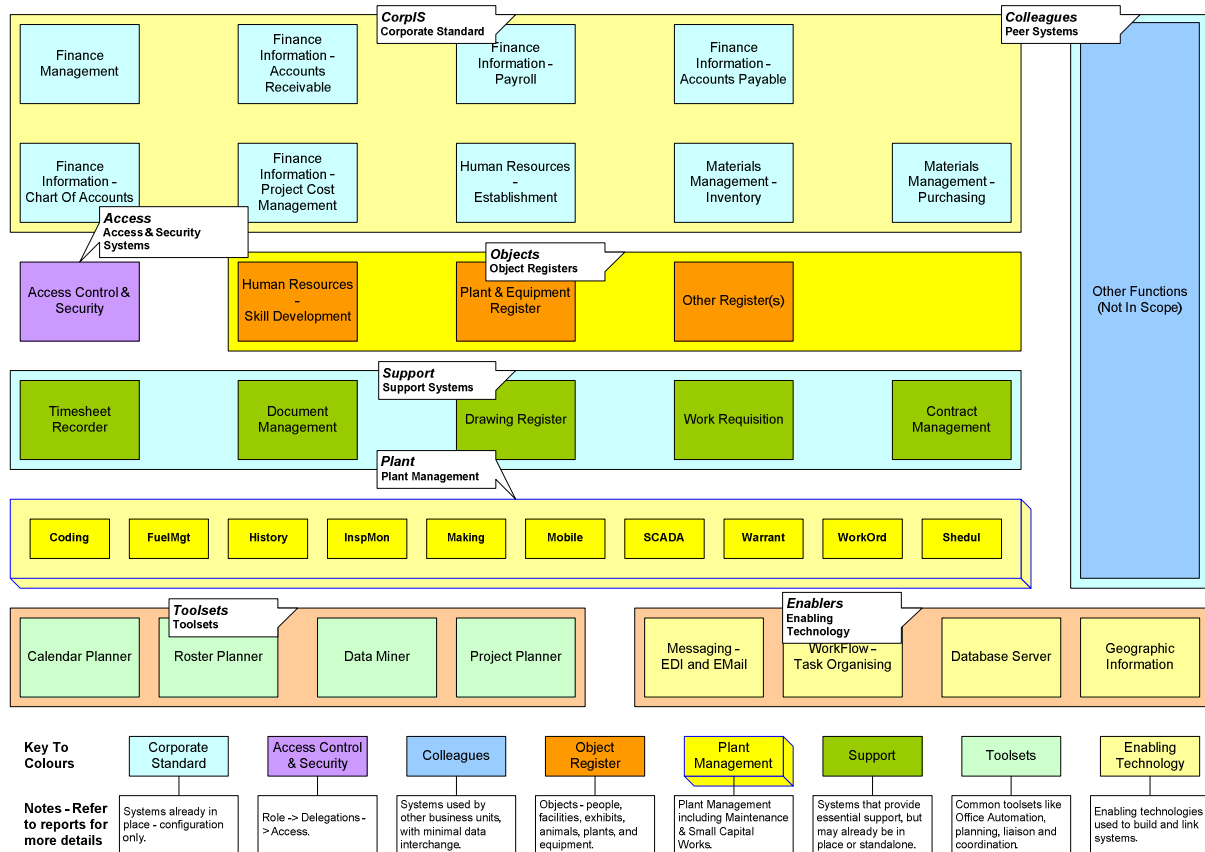 CorpIS
Corporate Standard
Colleagues
Peer Systems
Finance
Management
Finance
Information -
Accounts
Receivable
Finance
Information -
Payroll
Finance
Information -
Accounts Payable
Finance
Information -
Chart Of Accounts
Finance
Information -
Project Cost
Management
Human Resources
-
Establishment
Materials
Management -
Inventory
Materials
Management -
Purchasing
Access
Access & Security
Systems
Objects
Object Registers
Access Control &
Security
Human Resources
-
Skill Development
Plant & Equipment
Register
Other Register(s)
Other Functions
(Not In Scope)
Support
Support Systems
Timesheet
Recorder
Document
Management
Drawing Register
Work Requisition
Contract
Management
Plant
Plant Management
Coding
FuelMgt
History
InspMon
Making
Mobile
SCADA
Warrant
WorkOrd
Shedul
Toolsets
Toolsets
Enablers
Enabling
Technology
Calendar Planner
Roster Planner
Data Miner
Project Planner
Messaging -
EDI and EMail
WorkFlow -
Task Organising
Database Server
Geographic
Information
Key To
Colours
Corporate
Standard
Access Control
& Security
Colleagues
Object
Register
Plant
Management
Support
Toolsets
Enabling
Technology
Notes - Refer
to reports for
more details
Systems already in
place - configuration
only.
Role -> Delegations -
>Access.
Systems used by
other business units,
with minimal data
interchange.
Objects - people,
facilities, exhibits,
animals, plants, and
equipment.
Plant Management
including Maintenance
& Small Capital
Works.
Systems that provide
essential support, but
may already be in
place or standalone.
Common toolsets like
Office Automation,
planning, liaison and
coordination.
Enabling technologies
used to build and link
systems.